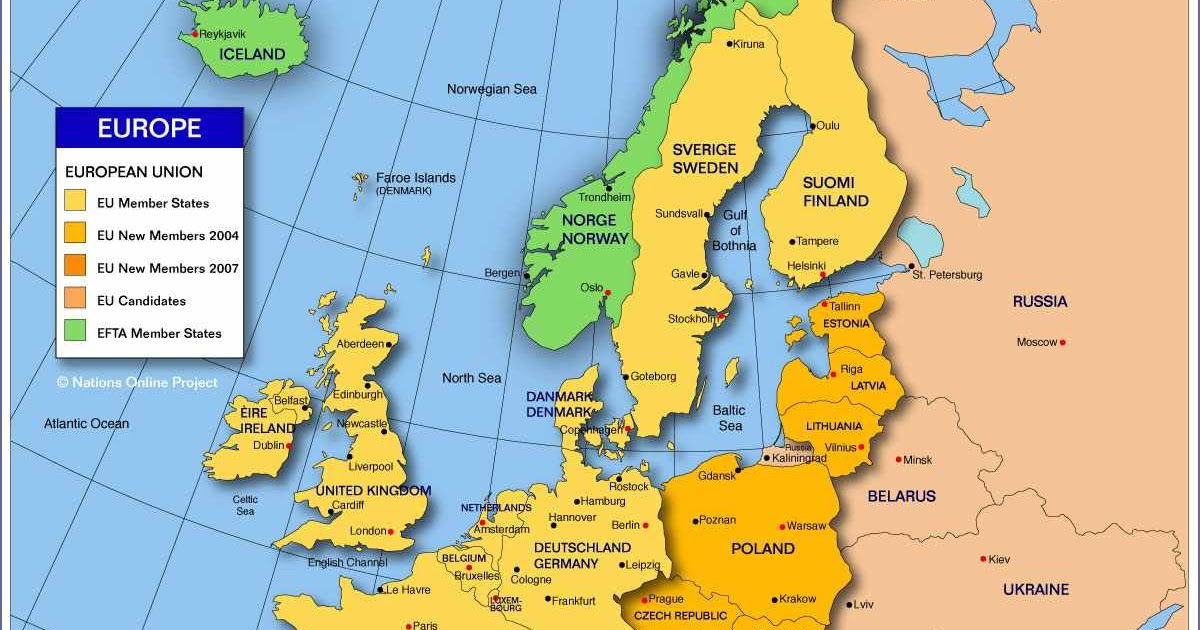 Reykjavik
ICELAND
Kiruna
Norwegian Sea
EUROPE
EUROPEAN UNION
EU Member States
EU New Members 2004
EU New Members 2007
EU Candidates
EFTA Member States
© Nations Online Project
Oulu
SVERIGE
SWEDEN
Faroe Islands
(DENMARK)
Trondheim
SUOMI
FINLAND
NORGE
NORWAY
Sundsvall
Gulf
of
Bothnia
Tampere
Bergen
Gavle
Helsinki
St. Petersburg
Oslo
Stockholm
Tallinn
ESTONIA
RUSSIA
Moscow
Aberdeen
North Sea
Goteborg
Riga
LATVIA
Edinburgh
DANMARK
DENMARK
Copenhagen
Baltic
Sea
Atlantic Ocean
Belfast
ÈIRE
IRELAND
Dublin
Newcastle
LITHUANIA
Vilnius
Russia
Kaliningrad
Minsk
Liverpool
Gdansk
BELARUS
Celtic
Sea
UNITED KINGDOM
Cardiff
London
Rostock
Hamburg
NETHERLANDS
Amsterdam
Hannover
Berlin
Poznan
Warsaw
POLAND
English Channel
BELGIUM
Bruxelles
DEUTSCHLAND
GERMANY
Leipzig
Cologne
Kiev
UKRAINE
Le Havre
LUXEM-
BOURG
Frankfurt
Prague
CZECH REPUBLIC
Krakow
Lviv
Paris